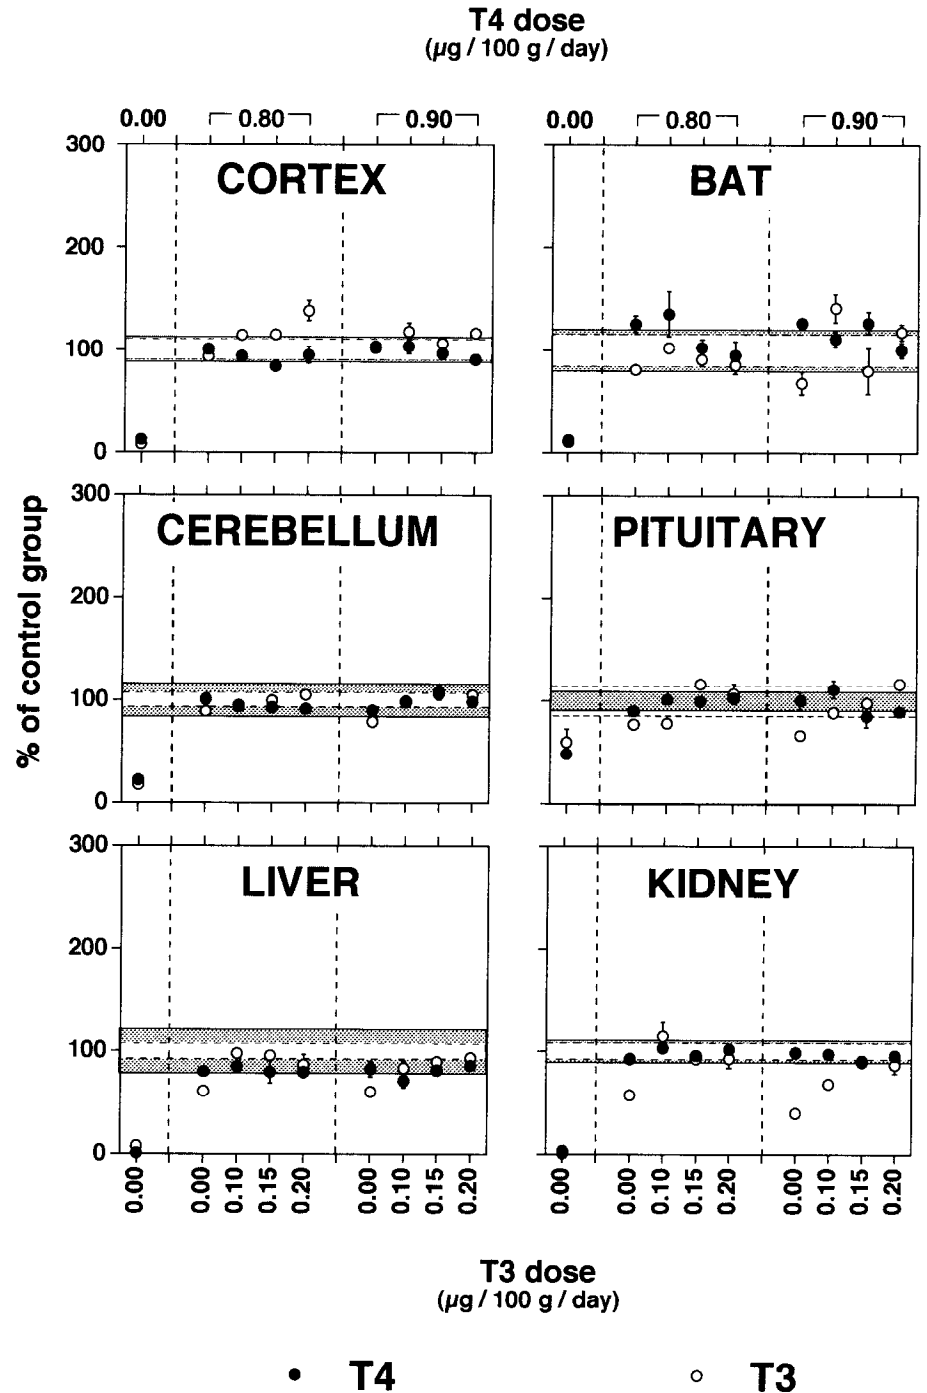 T4 dose
(µg / 100 g / day)
0.00 0.80 0.90 0.00 0.80 0.90
300
CORTEX BAT
200
100
0
300
CEREBELLUM PITUITARY
200
100
0
% of control group
300
LIVER KIDNEY
200
100
0
0.00 0.00 0.10 0.15 0.20 0.00 0.10 0.15 0.20 0.00 0.00 0.10 0.15 0.20 0.00 0.10 0.15 0.20
T3 dose
(µg / 100 g / day)
T4 T3